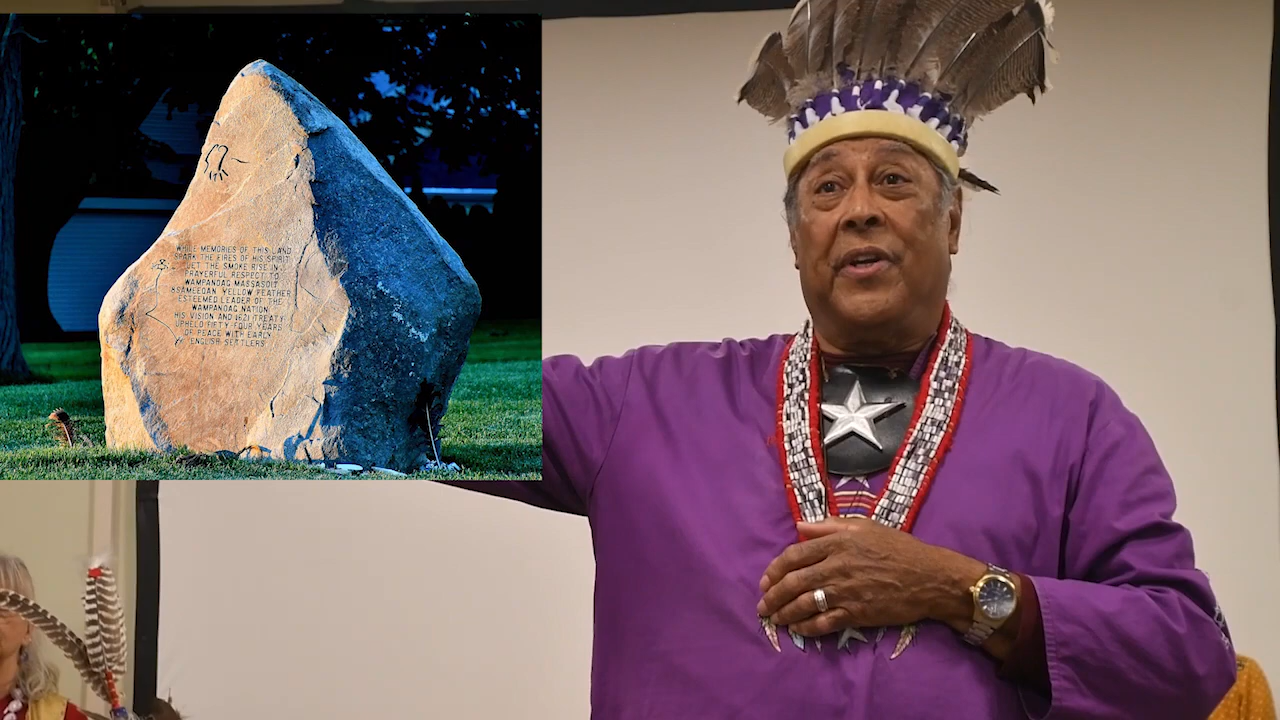 WHILE MEMORIES OF THIS LAND
SPARK THE FIRES OF HIS SPIRIT
LET THE SMOKE RISE IN
PRAYERFUL RESPECT TO
WAMPANOAG MASSASOIT
8SAMEEQAN YELLOW FEATHER
ESTEEMED LEADER OF THE
WAMPANOAG NATION
HIS VISION AND 1621 TREATY
UPHELD FIFTY FOUR YEARS
OF PEACE WITH EARLY
ENGLISH SETTLERS